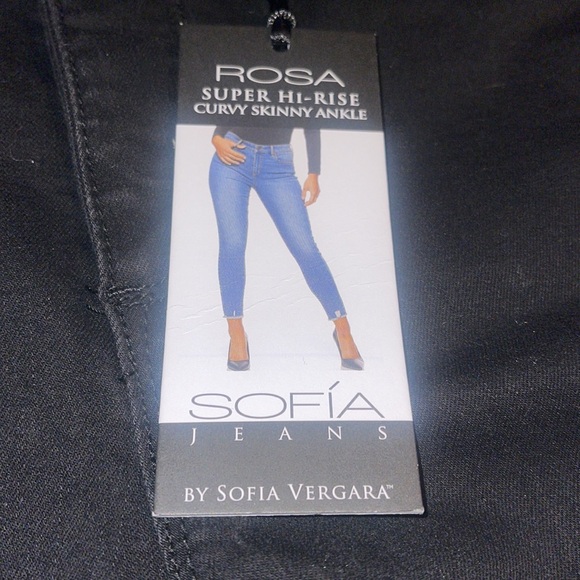 ROSA
SUPER HI-RISE
CURVY SKINNY ANKLE
SOFÍA
JEANS
BY SOFIA VERGARA™